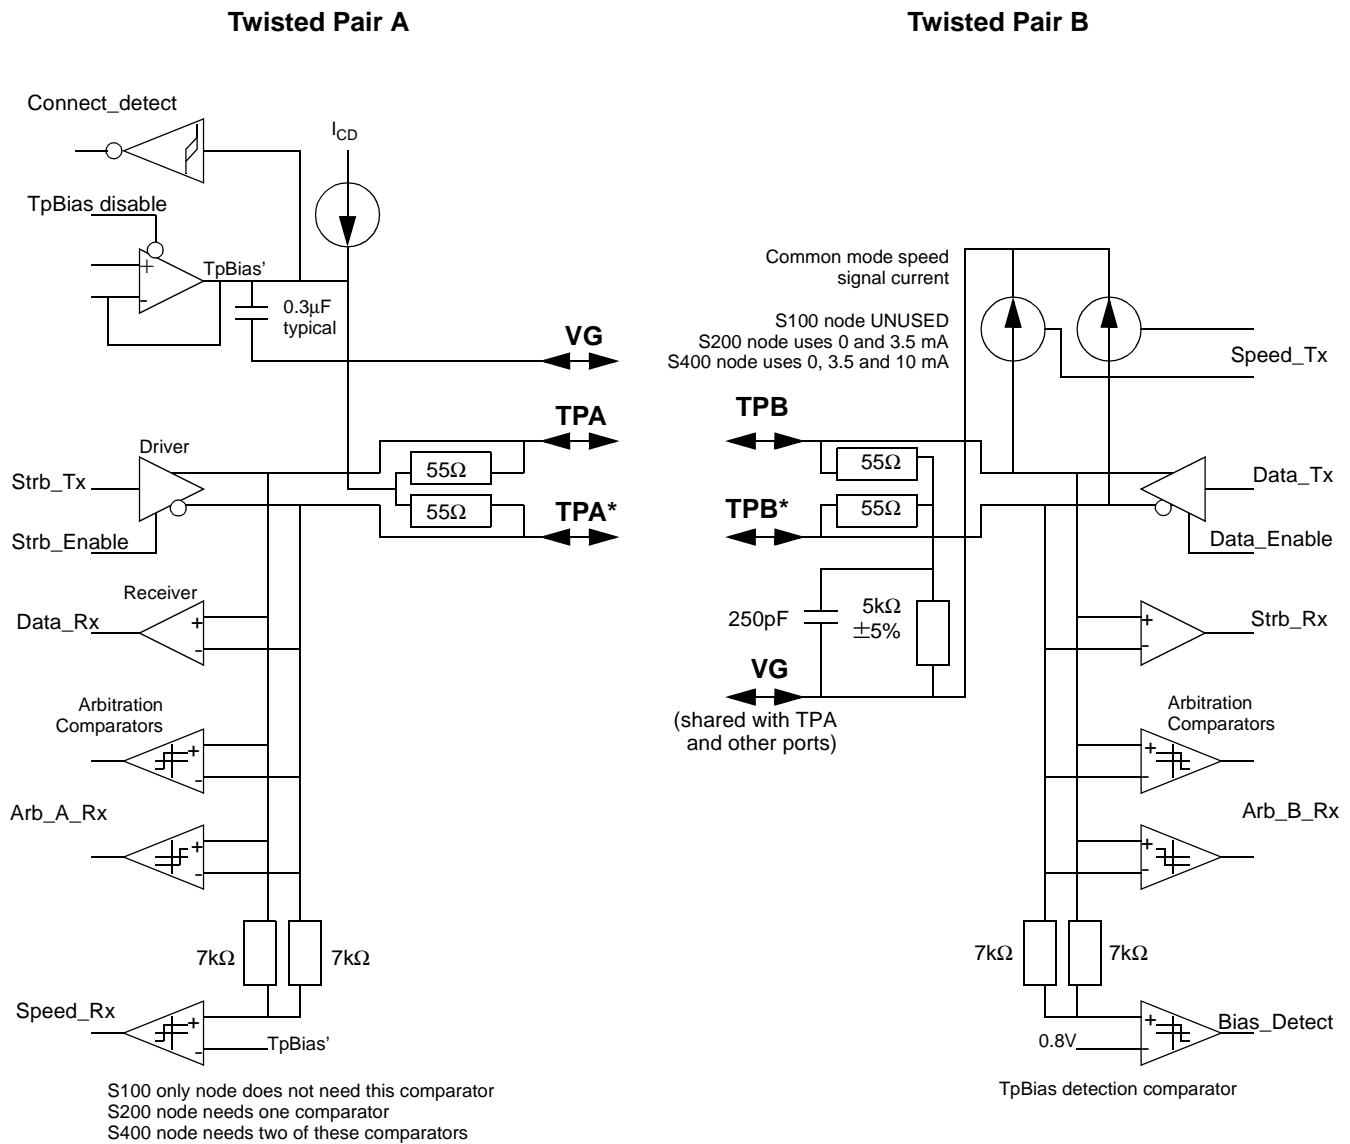 Twisted Pair A
Twisted Pair B
Connect_detect
I_CD
TpBias disable
+
-
TpBias’
0.3μF
typical
VG
Common mode speed
signal current
S100 node UNUSED
S200 node uses 0 and 3.5 mA
S400 node uses 0, 3.5 and 10 mA
Speed_Tx
TPA
TPB
Driver
55Ω
55Ω
Strb_Tx
Data_Tx
55Ω
TPA*
TPB*
55Ω
Strb_Enable
Data_Enable
Receiver
Data_Rx
+
-
250pF
5kΩ
±5%
+
-
Strb_Rx
VG
(shared with TPA
and other ports)
Arbitration
Comparators
+
-
Arbitration
Comparators
+
-
Arb_A_Rx
+
-
Arb_B_Rx
+
-
7kΩ
7kΩ
7kΩ
7kΩ
Speed_Rx
+
-
TpBias’
0.8V
+
-
Bias_Detect
S100 only node does not need this comparator
S200 node needs one comparator
S400 node needs two of these comparators
TpBias detection comparator